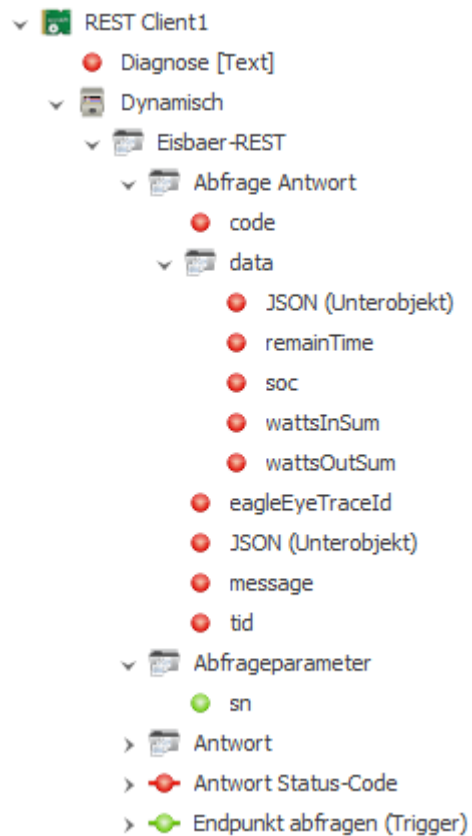 REST Client1
Diagnose [Text]
Dynamisch
Eisbaer-REST
Abfrage Antwort
code
data
JSON (Unterobjekt)
remainTime
soc
wattsInSum
wattsOutSum
eagleEyeTraceId
JSON (Unterobjekt)
message
tid
Abfrageparameter
sn
Antwort
Antwort Status-Code
Endpunkt abfragen (Trigger)